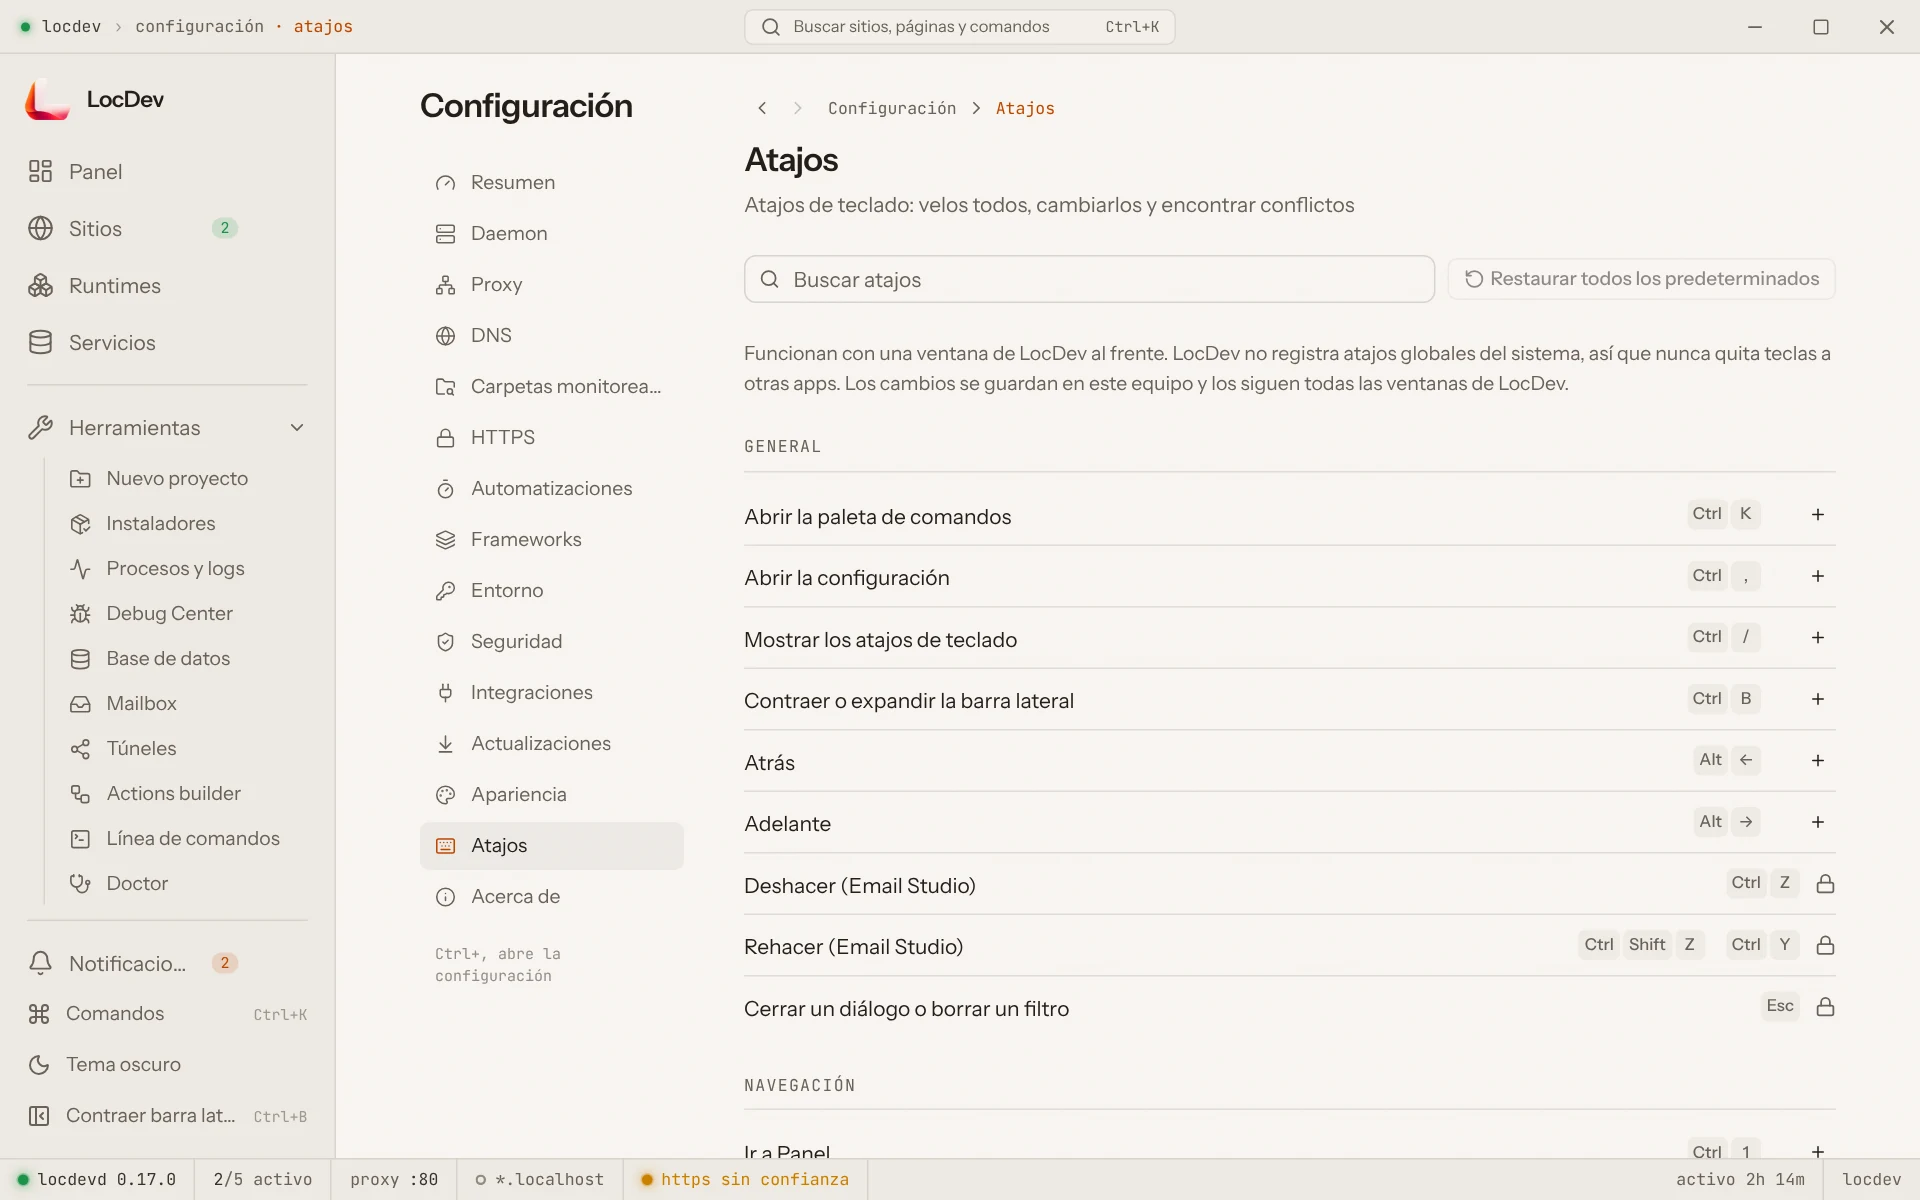 locdev › configuración · atajos
Buscar sitios, páginas y comandos Ctrl+K
LocDev
Panel
Sitios 2
Runtimes
Servicios
Herramientas
Nuevo proyecto
Instaladores
Procesos y logs
Debug Center
Base de datos
Mailbox
Túneles
Actions builder
Línea de comandos
Doctor
Notificacio... 2
Comandos Ctrl+K
Tema oscuro
Contraer barra lat... Ctrl+B
Configuración
Resumen
Daemon
Proxy
DNS
Carpetas monitorea...
HTTPS
Automatizaciones
Frameworks
Entorno
Seguridad
Integraciones
Actualizaciones
Apariencia
Atajos
Acerca de
Ctrl+, abre la
configuración
Configuración > Atajos
Atajos
Atajos de teclado: velos todos, cambiarlos y encontrar conflictos
Buscar atajos
Restaurar todos los predeterminados
Funcionan con una ventana de LocDev al frente. LocDev no registra atajos globales del sistema, así que nunca quita teclas a
otras apps. Los cambios se guardan en este equipo y los siguen todas las ventanas de LocDev.
GENERAL
Abrir la paleta de comandos Ctrl K +
Abrir la configuración Ctrl , +
Mostrar los atajos de teclado Ctrl / +
Contraer o expandir la barra lateral Ctrl B +
Atrás Alt ← +
Adelante Alt → +
Deshacer (Email Studio) Ctrl Z
Rehacer (Email Studio) Ctrl Shift Z Ctrl Y
Cerrar un diálogo o borrar un filtro Esc
NAVEGACIÓN
Ir a Panel Ctrl 1 +
locdevd 0.17.0
2/5 activo
proxy :80
*.localhost
https sin confianza
activo 2h 14m
locdev